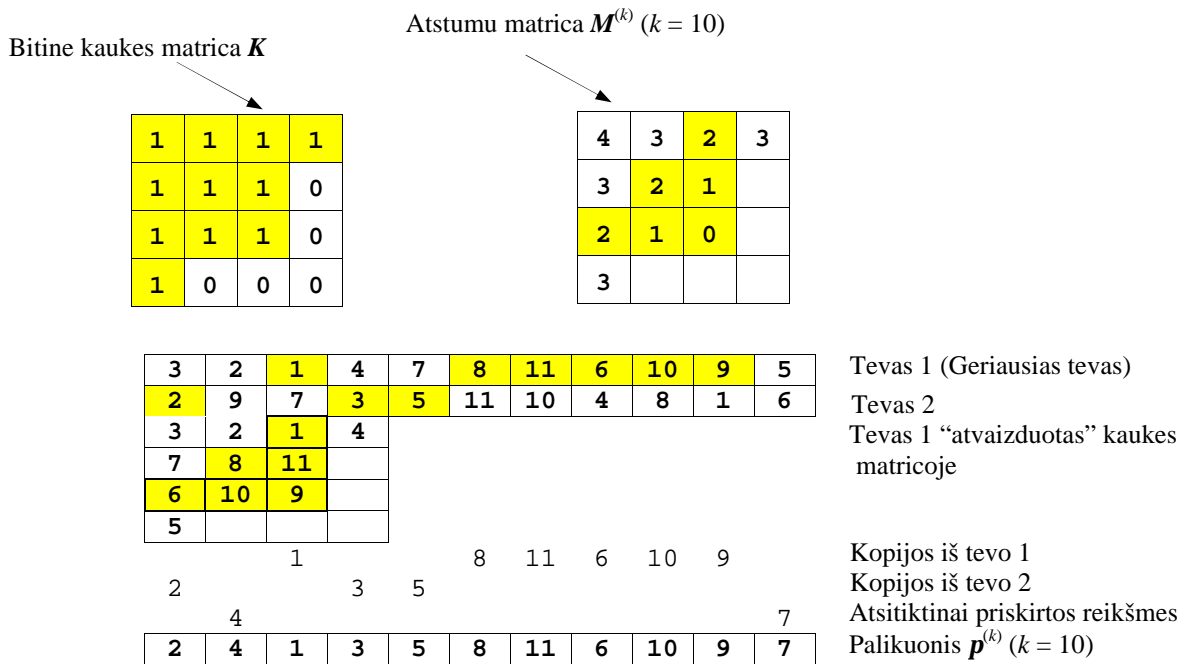 Atstumu matrica M(k) (k = 10)
Bitine kaukes matrica K
1 1 1 1
1 1 1 0
1 1 1 0
1 0 0 0
4 3 2 3
3 2 1
2 1 0
3
3 2 1 4 7 8 11 6 10 9 5 Tevas 1 (Geriausias tevas)
2 9 7 3 5 11 10 4 8 1 6 Tevas 2
3 2 1 4 Tevas 1 “atvaizduotas” kaukes
7 8 11 matricoje
6 10 9
5
1 8 11 6 10 9 Kopijos iš tevo 1
2 3 5 Kopijos iš tevo 2
4 7 Atsitiktinai priskirtos reikšmes
2 4 1 3 5 8 11 6 10 9 7 Palikuonis p(k) (k = 10)